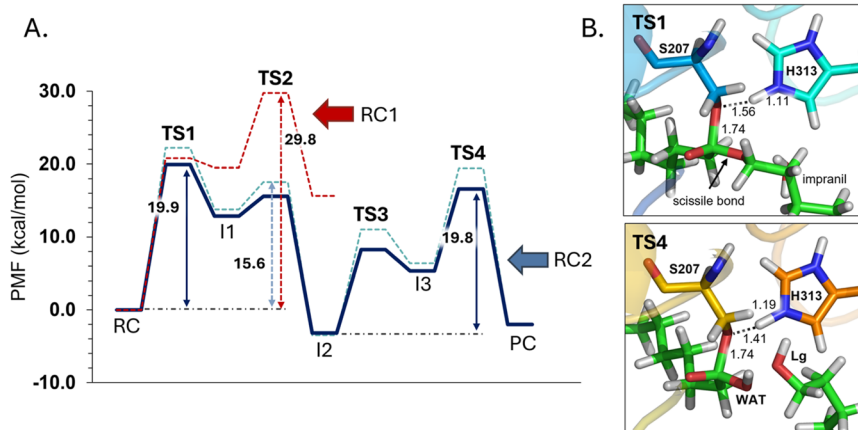 A.
PMF (kcal/mol)
30.0
20.0
10.0
0.0
-10.0
TS1
TS2
TS3
TS4
RC1
RC2
29.8
19.9
15.6
19.8
RC
I1
I2
I3
PC
B.
TS1
S207
H313
1.56
1.11
1.74
impranil
scissile bond
TS4
S207
H313
1.19
1.41
1.74
Lg
WAT